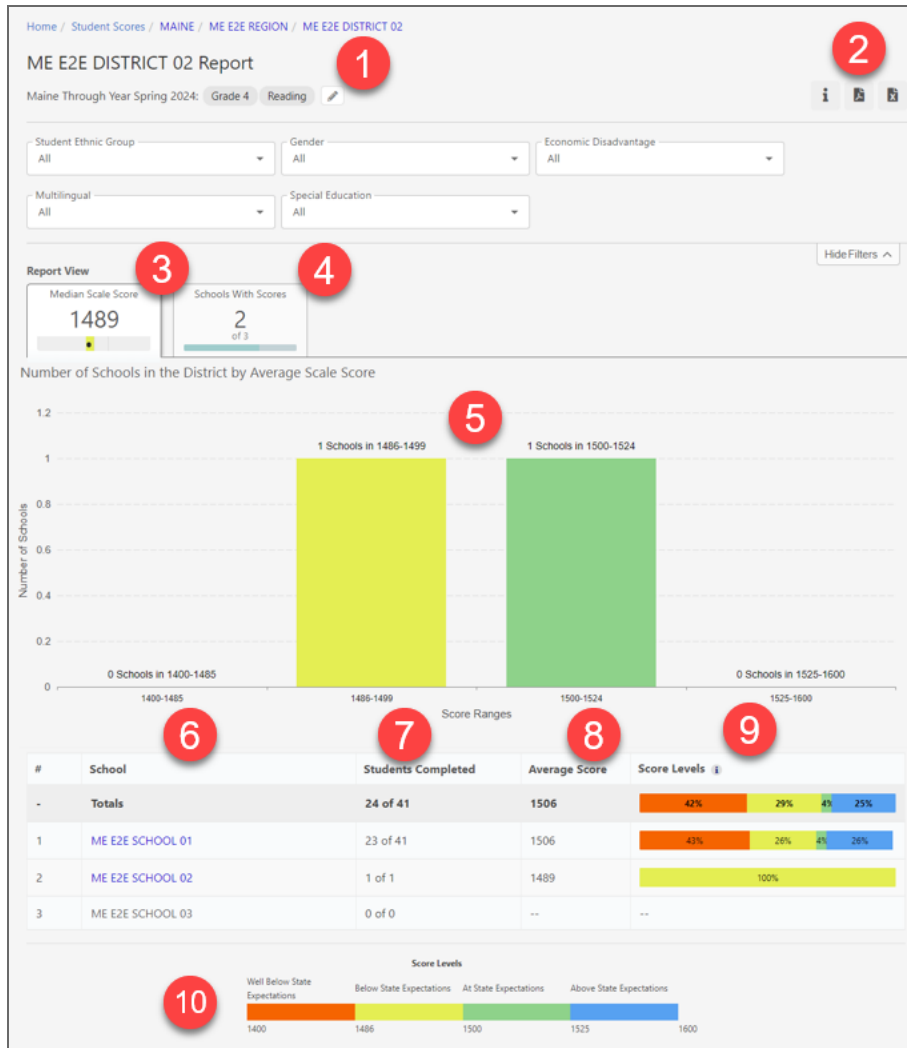 Home / Student Scores / MAINE / ME E2E REGION / ME E2E DISTRICT 02
ME E2E DISTRICT 02 Report
1
2
Maine Through Year Spring 2024: Grade 4 Reading
Student Ethnic Group
All
Gender
All
Economic Disadvantage
All
Multilingual
All
Special Education
All
Hide Filters
Report View
3
4
Median Scale Score
1489
Schools With Scores
2
of 3
Number of Schools in the District by Average Scale Score
5
Number of Schools
1.2
1
0.8
0.6
0.4
0.2
0
0 Schools in 1400-1485
1 Schools in 1486-1499
1 Schools in 1500-1524
0 Schools in 1525-1600
1400-1485 1486-1499 1500-1524 1525-1600
Score Ranges
6 7 8 9
# School Students Completed Average Score Score Levels i
- Totals 24 of 41 1506 42% 29% 4% 25%
1 ME E2E SCHOOL 01 23 of 41 1506 43% 26% 4% 26%
2 ME E2E SCHOOL 02 1 of 1 1489 100%
3 ME E2E SCHOOL 03 0 of 0 -- --
10
Score Levels
Well Below State Expectations
Below State Expectations
At State Expectations
Above State Expectations
1400 1486 1500 1525 1600